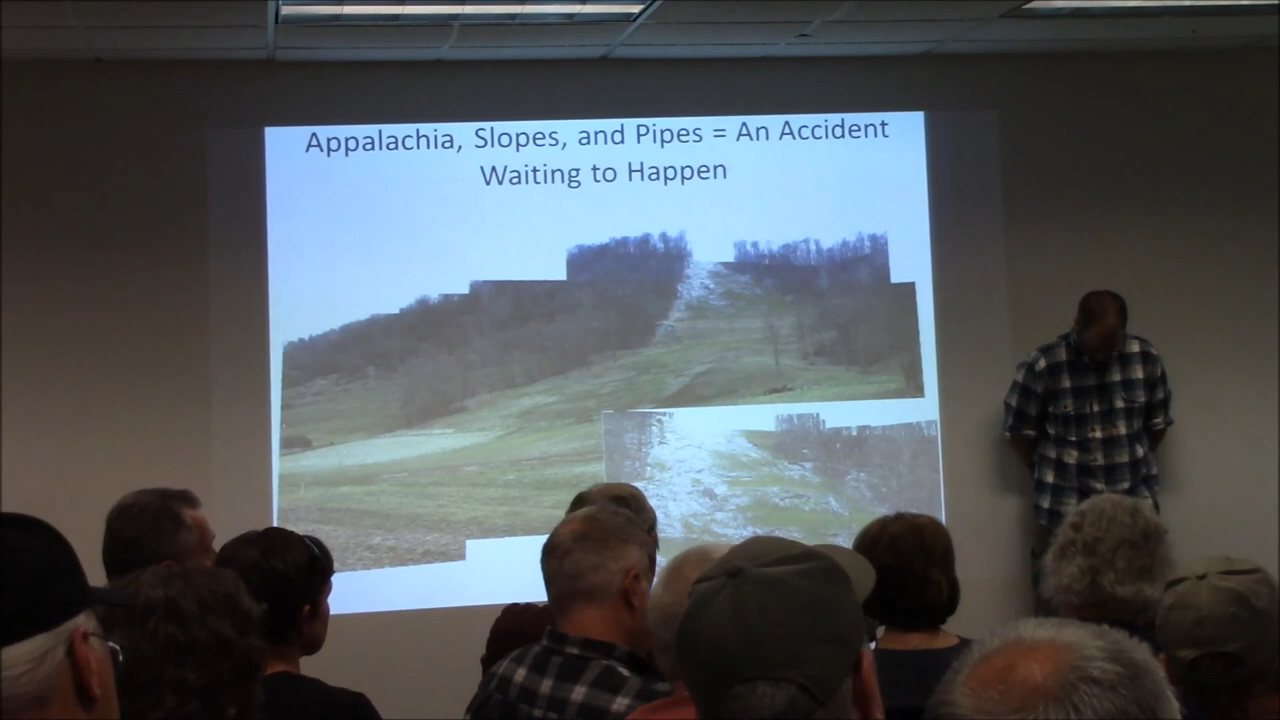 Appalachia, Slopes, and Pipes = An Accident
Waiting to Happen